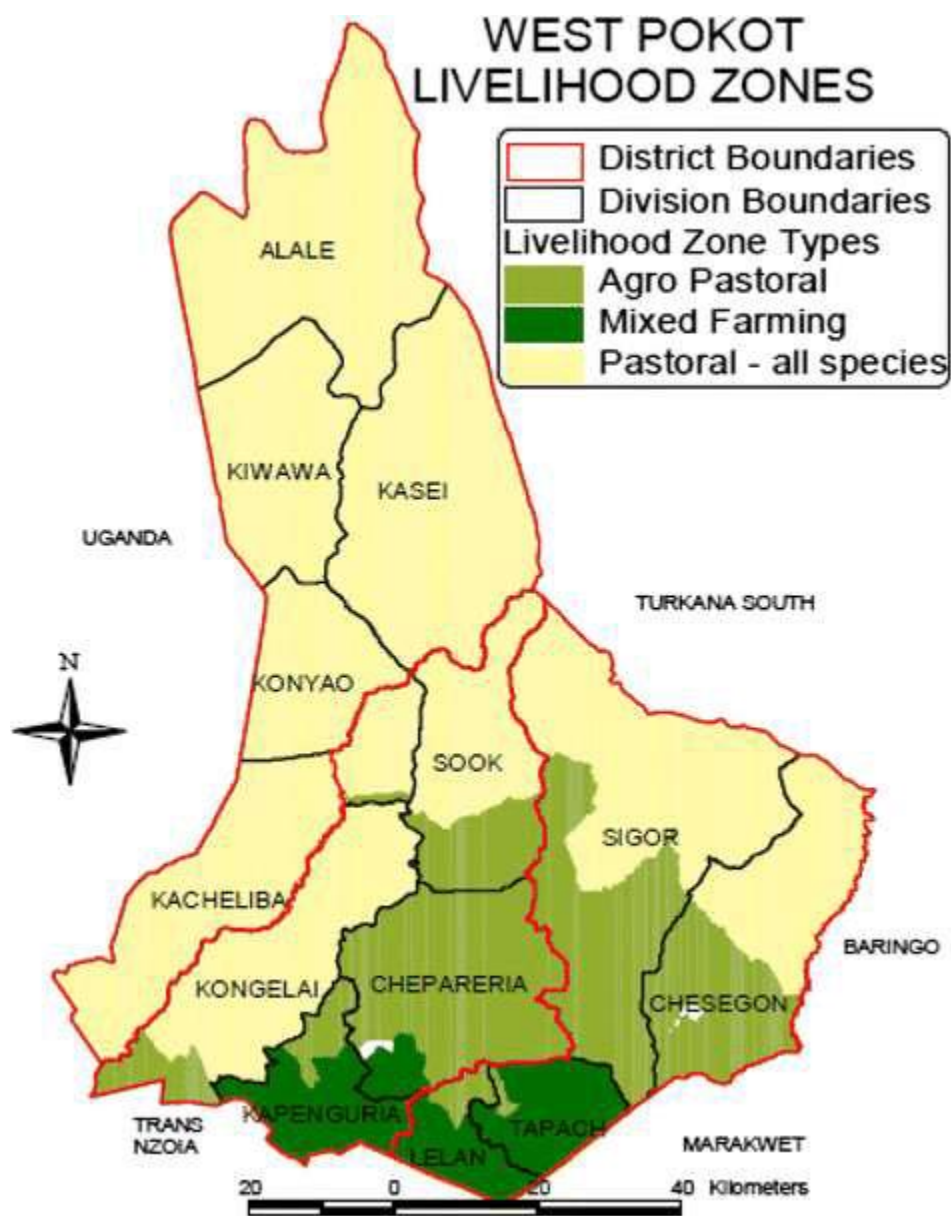 WEST POKOT
LIVELIHOOD ZONES
District Boundaries
Division Boundaries
Livelihood Zone Types
Agro Pastoral
Mixed Farming
Pastoral - all species
ALALE
KIWAWA
KASEI
UGANDA
TURKANA SOUTH
N
KONYAO
SOOK
SIGOR
KACHELIBA
BARINGO
KONGELAI
CHEPARERIA
CHESEGON
KAPENGURIA
TRANS
NZOIA
TAPACH
MARAKWET
LELAN
20 0 20 40 Kilometers